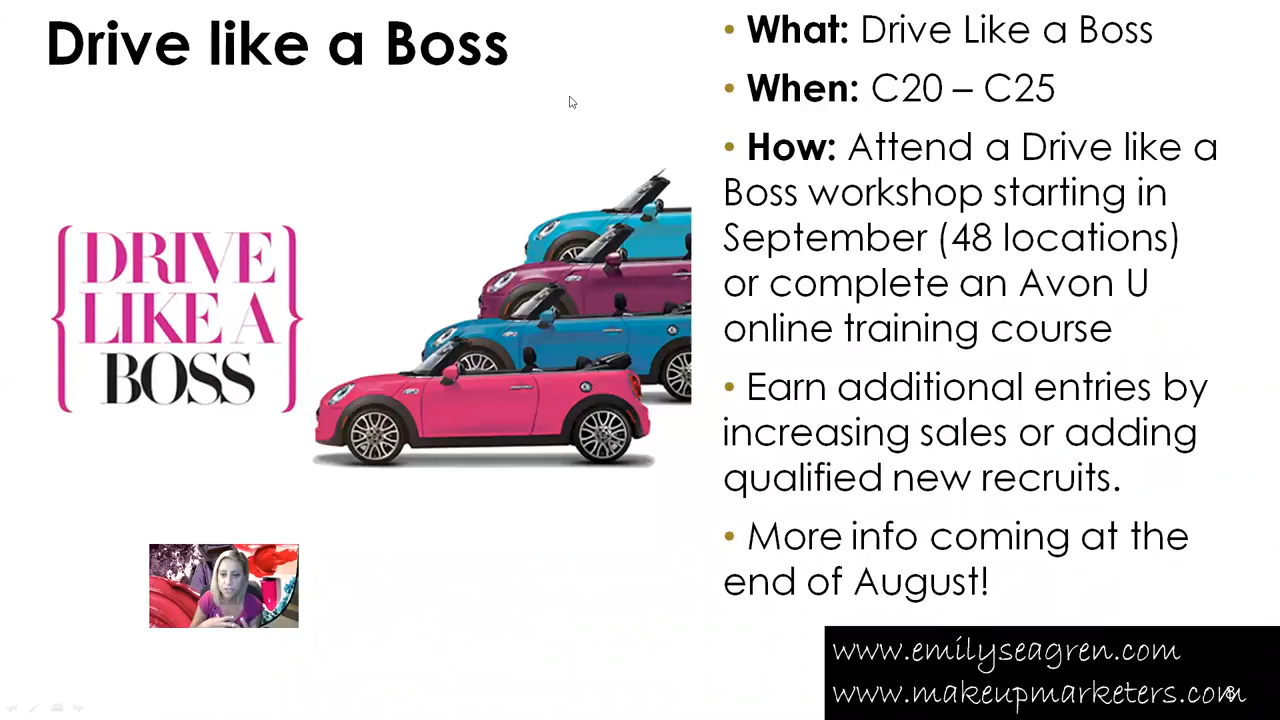 Drive like a Boss
DRIVE
LIKE A
BOSS
• What: Drive Like a Boss
• When: C20 – C25
• How: Attend a Drive like a
Boss workshop starting in
September (48 locations)
or complete an Avon U
online training course
• Earn additional entries by
increasing sales or adding
qualified new recruits.
• More info coming at the
end of August!
www.emilyseagren.com
www.makeupmarketers.com